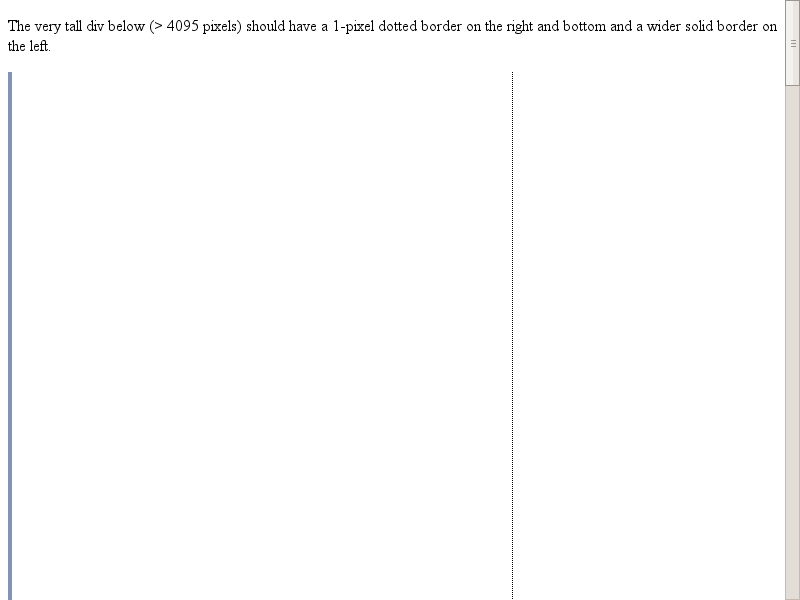 The very tall div below (> 4095 pixels) should have a 1-pixel dotted border on the right and bottom and a wider solid border on
the left.